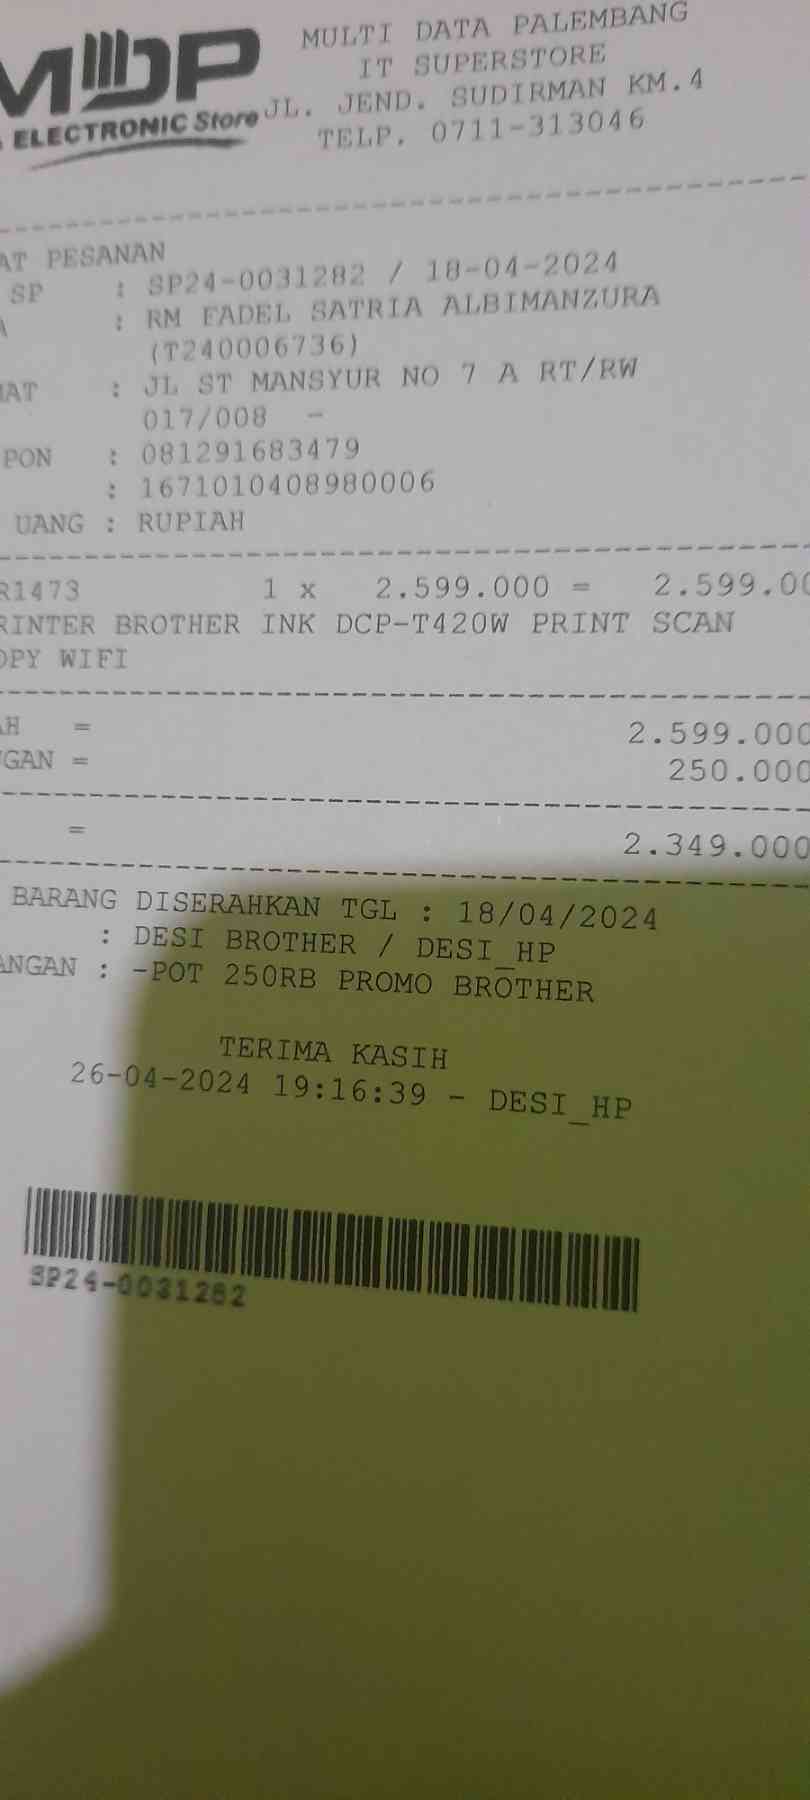 MDP
ELECTRONIC Store
MULTI DATA PALEMBANG
IT SUPERSTORE
JL. JEND. SUDIRMAN KM.4
TELP. 0711-313046
AT PESANAN
SP : SP24-0031282 / 18-04-2024
A : RM FADEL SATRIA ALBIMANZURA
(T240006736)
MAT : JL ST MANSYUR NO 7 A RT/RW
017/008 -
PON : 081291683479
: 1671010408980006
UANG : RUPIAH
R1473 1 x 2.599.000 = 2.599.00
RINTER BROTHER INK DCP-T420W PRINT SCAN
OPY WIFI
AH = 2.599.000
NGAN = 250.000
= 2.349.000
BARANG DISERAHKAN TGL : 18/04/2024
: DESI BROTHER / DESI_HP
ANGAN : -POT 250RB PROMO BROTHER
TERIMA KASIH
26-04-2024 19:16:39 - DESI_HP
SP24-0031282